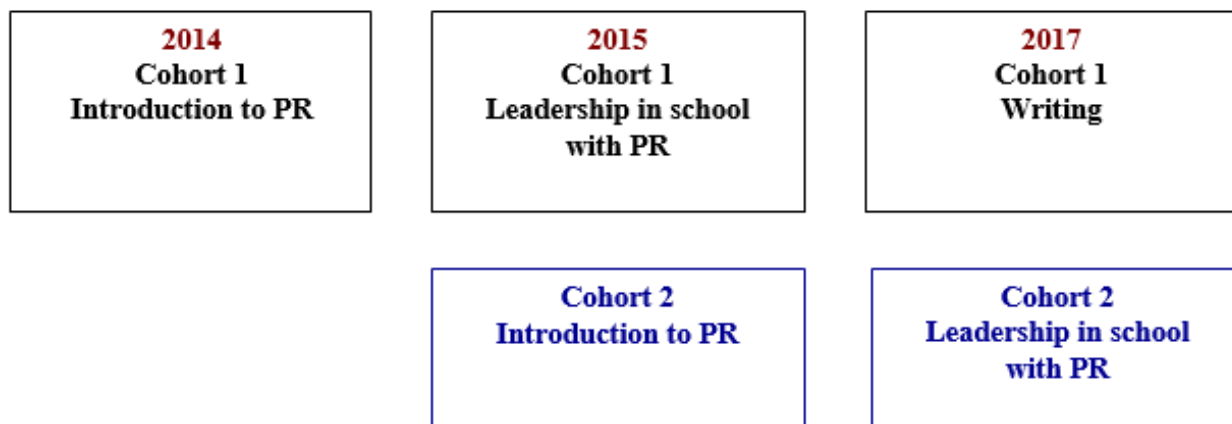 2014
Cohort 1
Introduction to PR
2015
Cohort 1
Leadership in school
with PR
2017
Cohort 1
Writing
Cohort 2
Introduction to PR
Cohort 2
Leadership in school
with PR